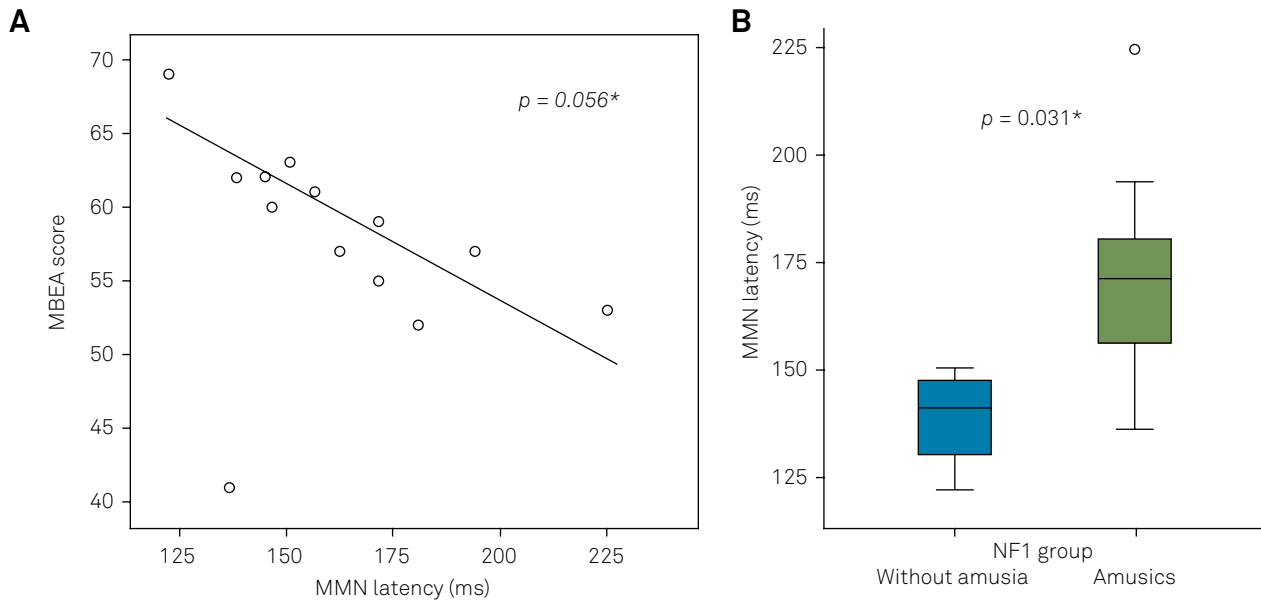 A
70
65
60
55
50
45
40
MBEA score
p = 0.056*
125 150 175 200 225
MMN latency (ms)
B
225
200
175
150
125
MMN latency (ms)
p = 0.031*
NF1 group
Without amusia Amusics